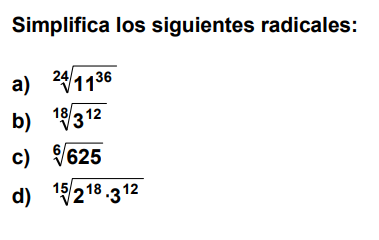 Simplifica los siguientes radicales:
a) ²⁴√11³⁶
b) ¹⁸√3¹²
c) ⁶√625
d) ¹⁵√2¹⁸·3¹²